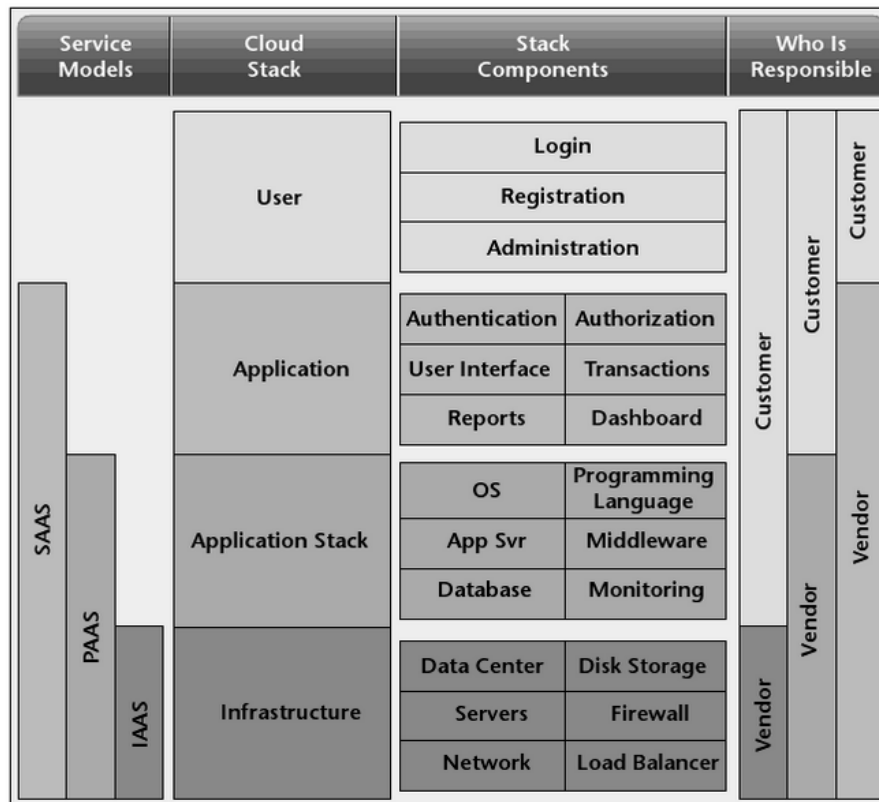 Service Models
Cloud Stack
Stack Components
Who Is Responsible
User
Login
Registration
Administration
Customer
Customer
Customer
SAAS
Application
Authentication
Authorization
User Interface
Transactions
Reports
Dashboard
PAAS
Application Stack
OS
Programming Language
App Svr
Middleware
Database
Monitoring
Vendor
Vendor
Vendor
IAAS
Infrastructure
Data Center
Disk Storage
Servers
Firewall
Network
Load Balancer